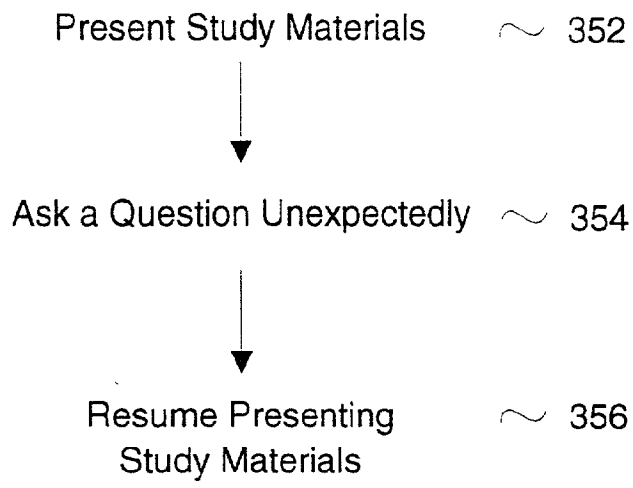 Present Study Materials ~ 352
Ask a Question Unexpectedly ~ 354
Resume Presenting ~ 356
Study Materials